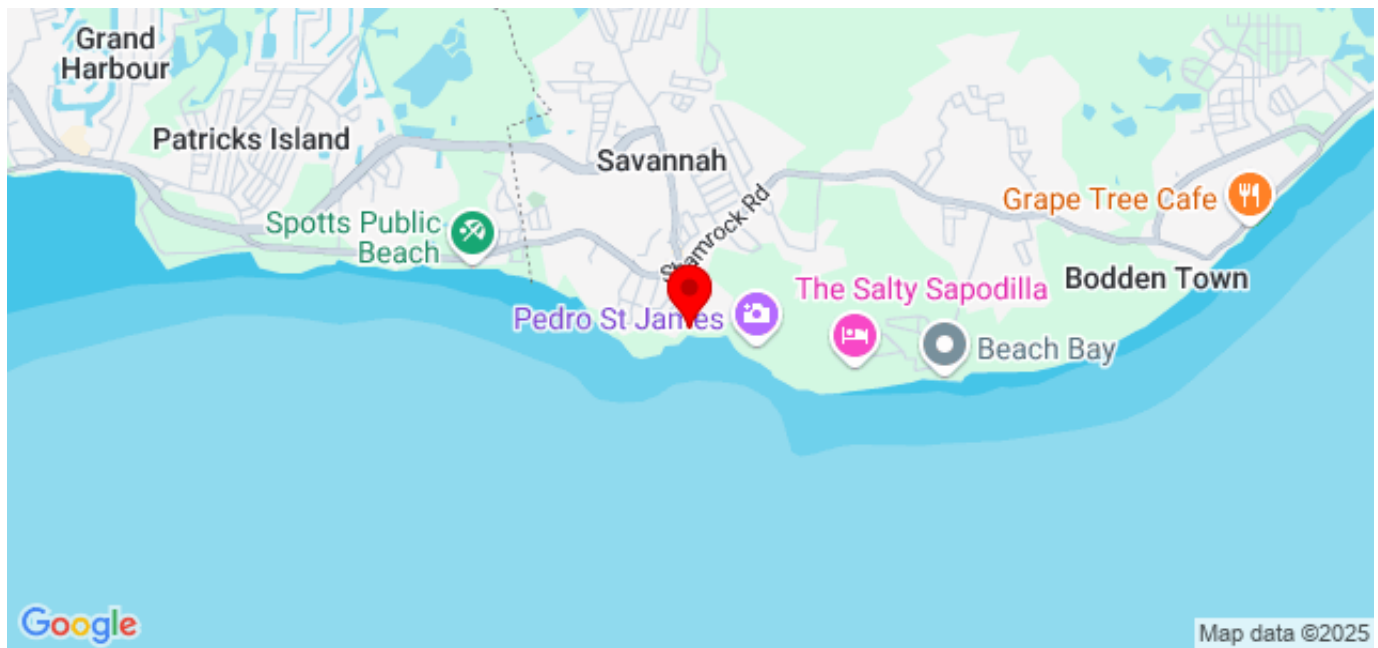 Grand
Harbour
Patricks Island
Savannah
Shamrock Rd
Grape Tree Cafe
Spotts Public
Beach
Bodden Town
The Salty Sapodilla
Pedro St James
Beach Bay
Google
Map data ©2025